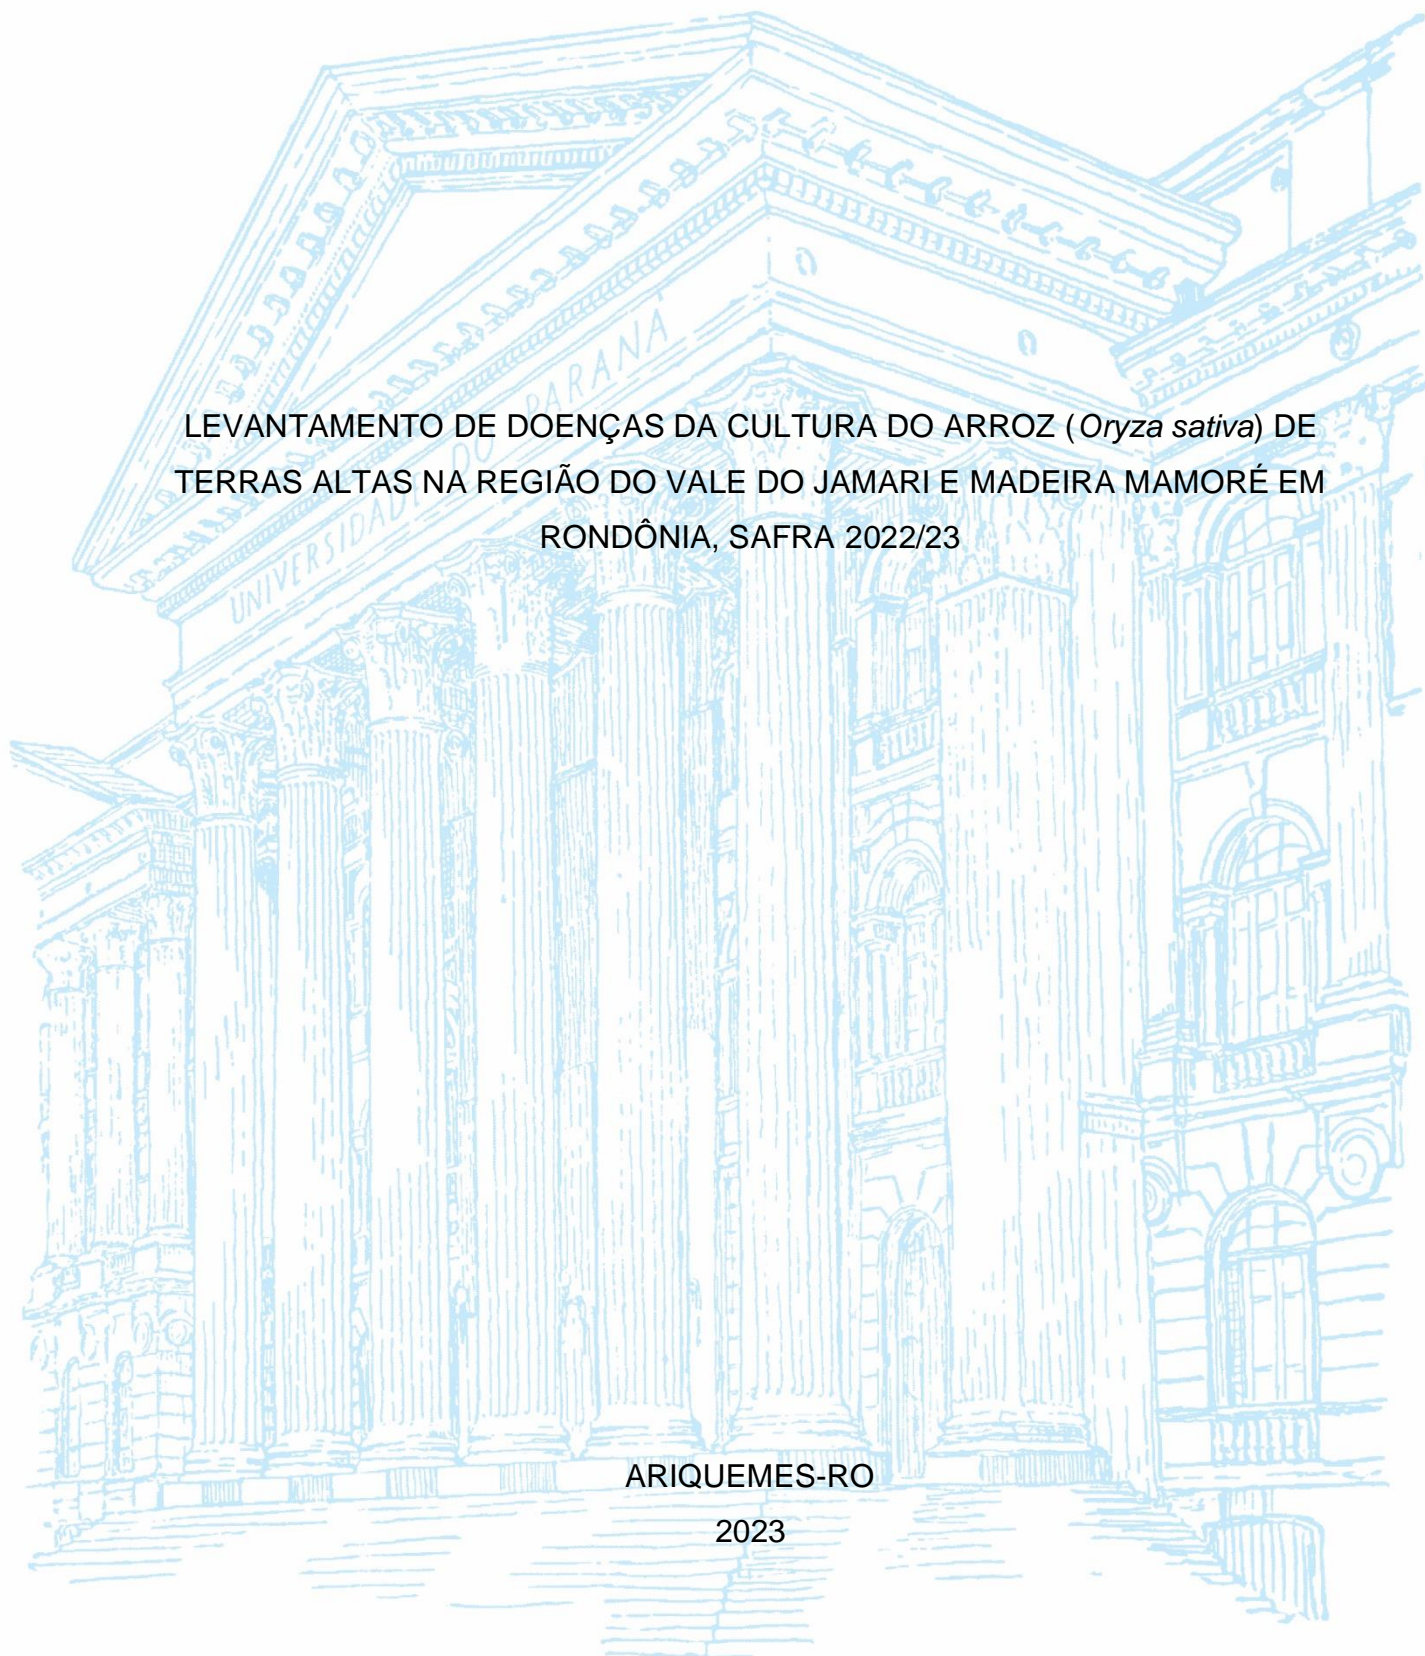 UNIVERSIDADE DO PARANÁ
LEVANTAMENTO DE DOENÇAS DA CULTURA DO ARROZ (Oryza sativa) DE
TERRAS ALTAS NA REGIÃO DO VALE DO JAMARI E MADEIRA MAMORÉ EM
RONDÔNIA, SAFRA 2022/23
ARIQUEMES-RO
2023